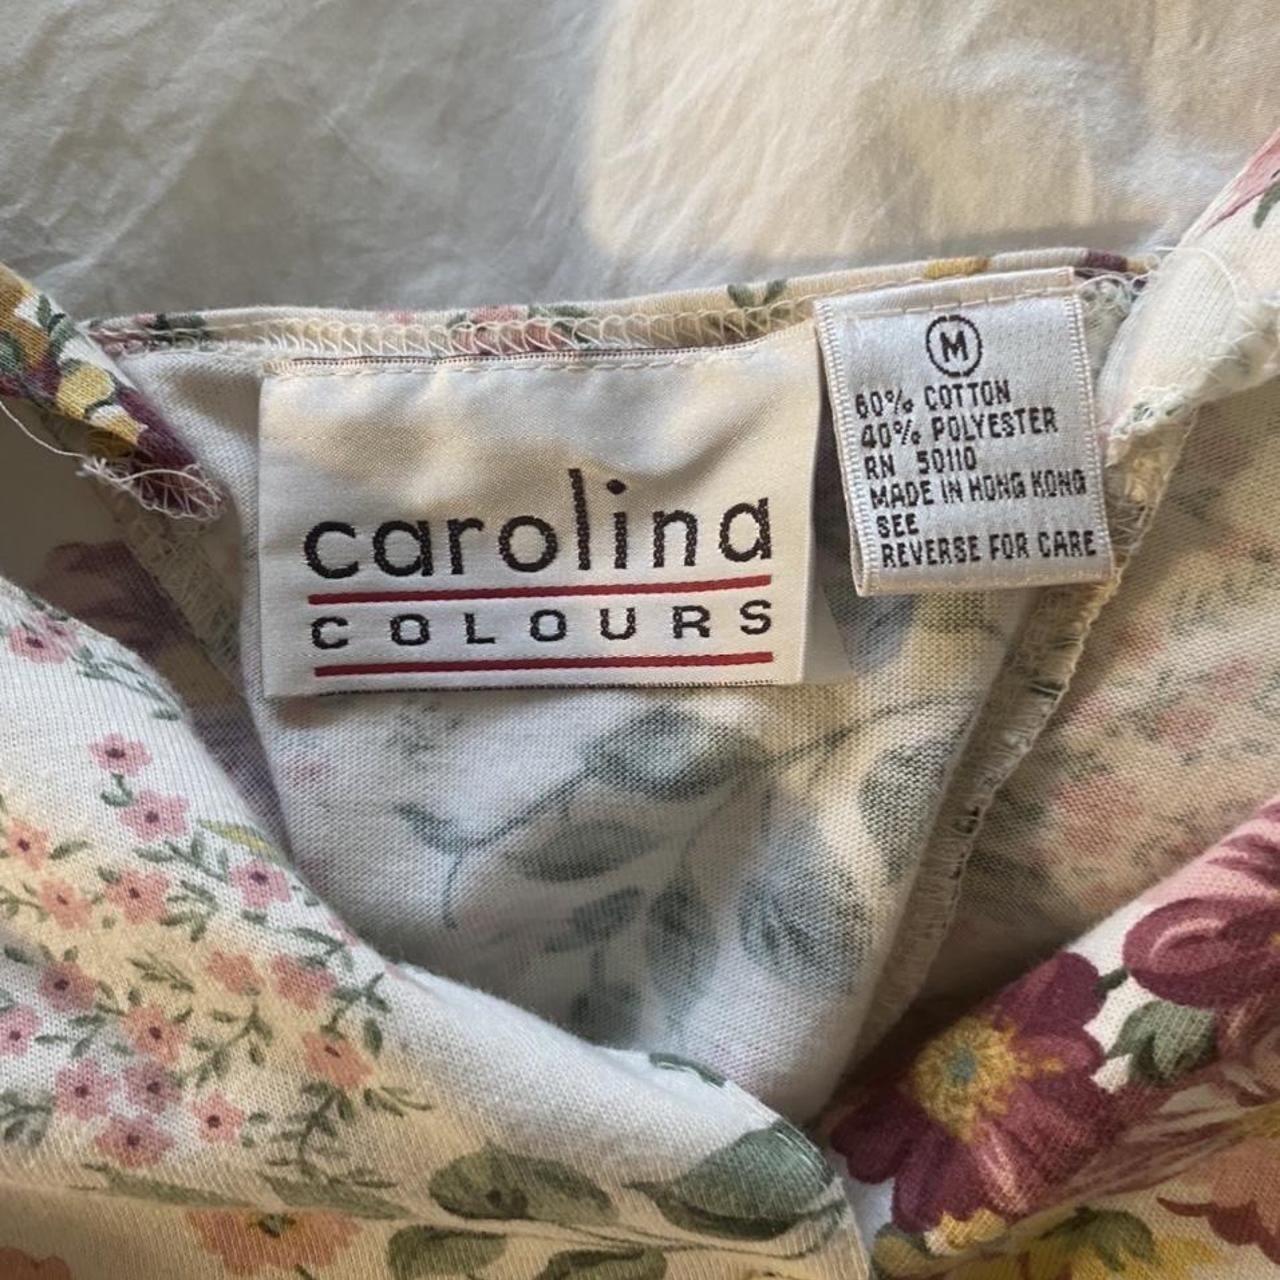 carolina
COLOURS
M
60% COTTON
40% POLYESTER
RN 50110
MADE IN HONG KONG
SEE
REVERSE FOR CARE